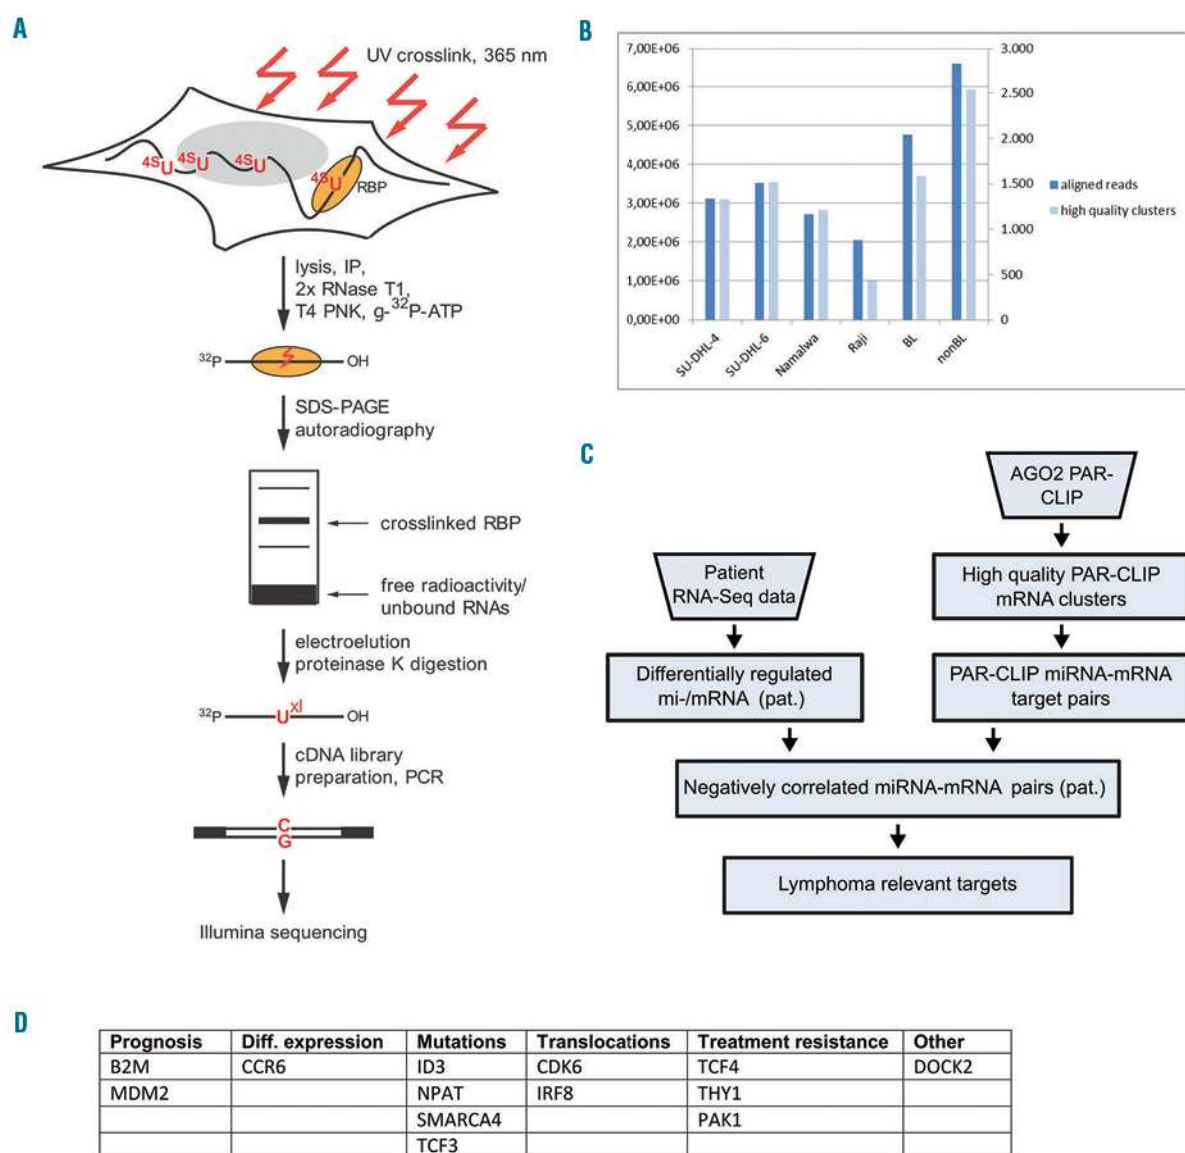 A
UV crosslink, 365 nm
4SU
4SU
4SU
4SU
RBP
lysis, IP,
2x RNase T1,
T4 PNK, g-32P-ATP
32P
OH
SDS-PAGE
autoradiography
crosslinked RBP
free radioactivity/
unbound RNAs
electroelution
proteinase K digestion
32P
Uxl
OH
cDNA library
preparation, PCR
C
G
Illumina sequencing
B
7,00E+06
6,00E+06
5,00E+06
4,00E+06
3,00E+06
2,00E+06
1,00E+06
0,00E+00
3.000
2.500
2.000
1.500
1.000
500
0
SU-DHL-4
SU-DHL-6
Namalwa
Raji
BL
nonBL
aligned reads
high quality clusters
C
AGO2 PAR-
CLIP
Patient
RNA-Seq data
High quality PAR-CLIP
mRNA clusters
Differentially regulated
mi-/mRNA (pat.)
PAR-CLIP miRNA-mRNA
target pairs
Negatively correlated miRNA-mRNA pairs (pat.)
Lymphoma relevant targets
D
Prognosis Diff. expression Mutations Translocations Treatment resistance Other
B2M CCR6 ID3 CDK6 TCF4 DOCK2
MDM2 NPAT IRF8 THY1
SMARCA4 PAK1
TCF3